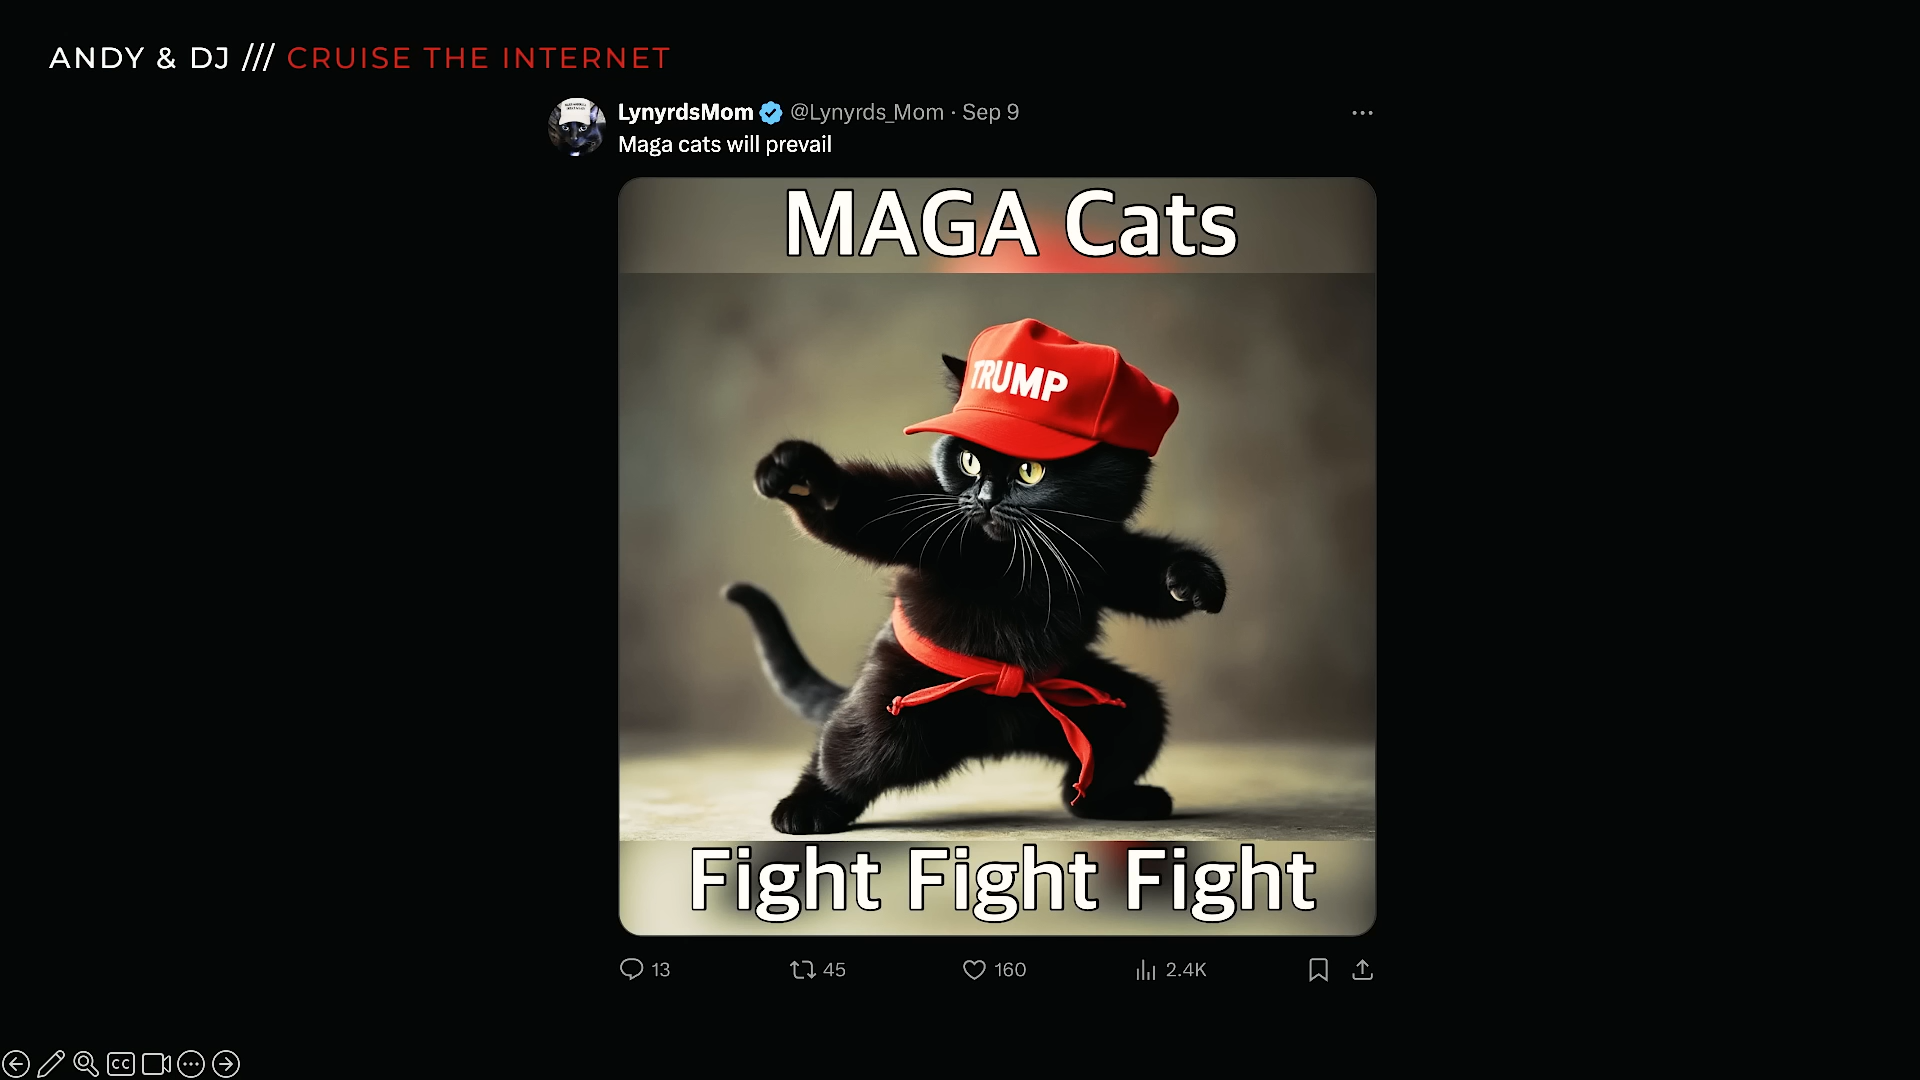 ANDY & DJ /// CRUISE THE INTERNET
LynyrdsMom @Lynyrds_Mom · Sep 9
Maga cats will prevail
MAGA Cats
TRUMP
Fight Fight Fight
13 45 160 2.4K
CC